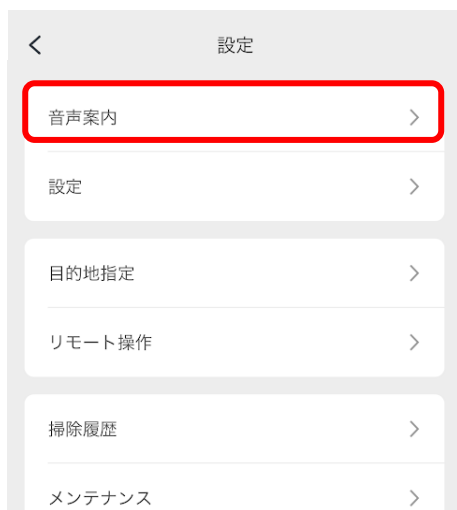 設定
音声案内
設定
目的地指定
リモート操作
掃除履歴
メンテナンス